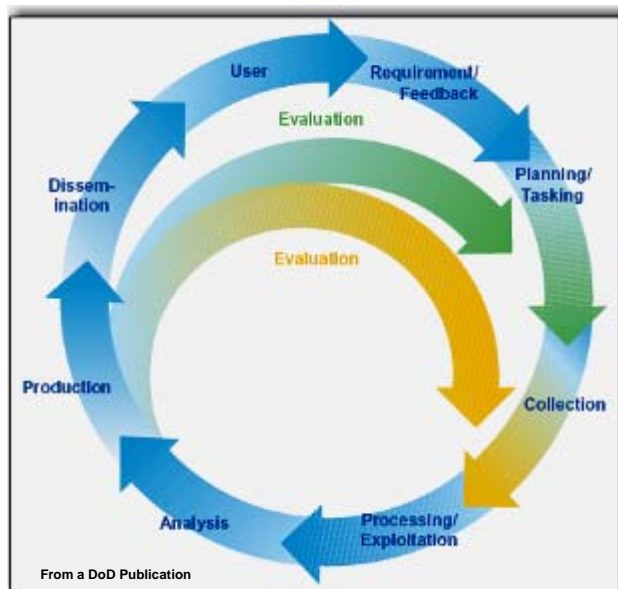 User
Requirement/
Feedback
Evaluation
Planning/
Tasking
Dissem-
ination
Evaluation
Production
Collection
Analysis
Processing/
Exploitation
From a DoD Publication